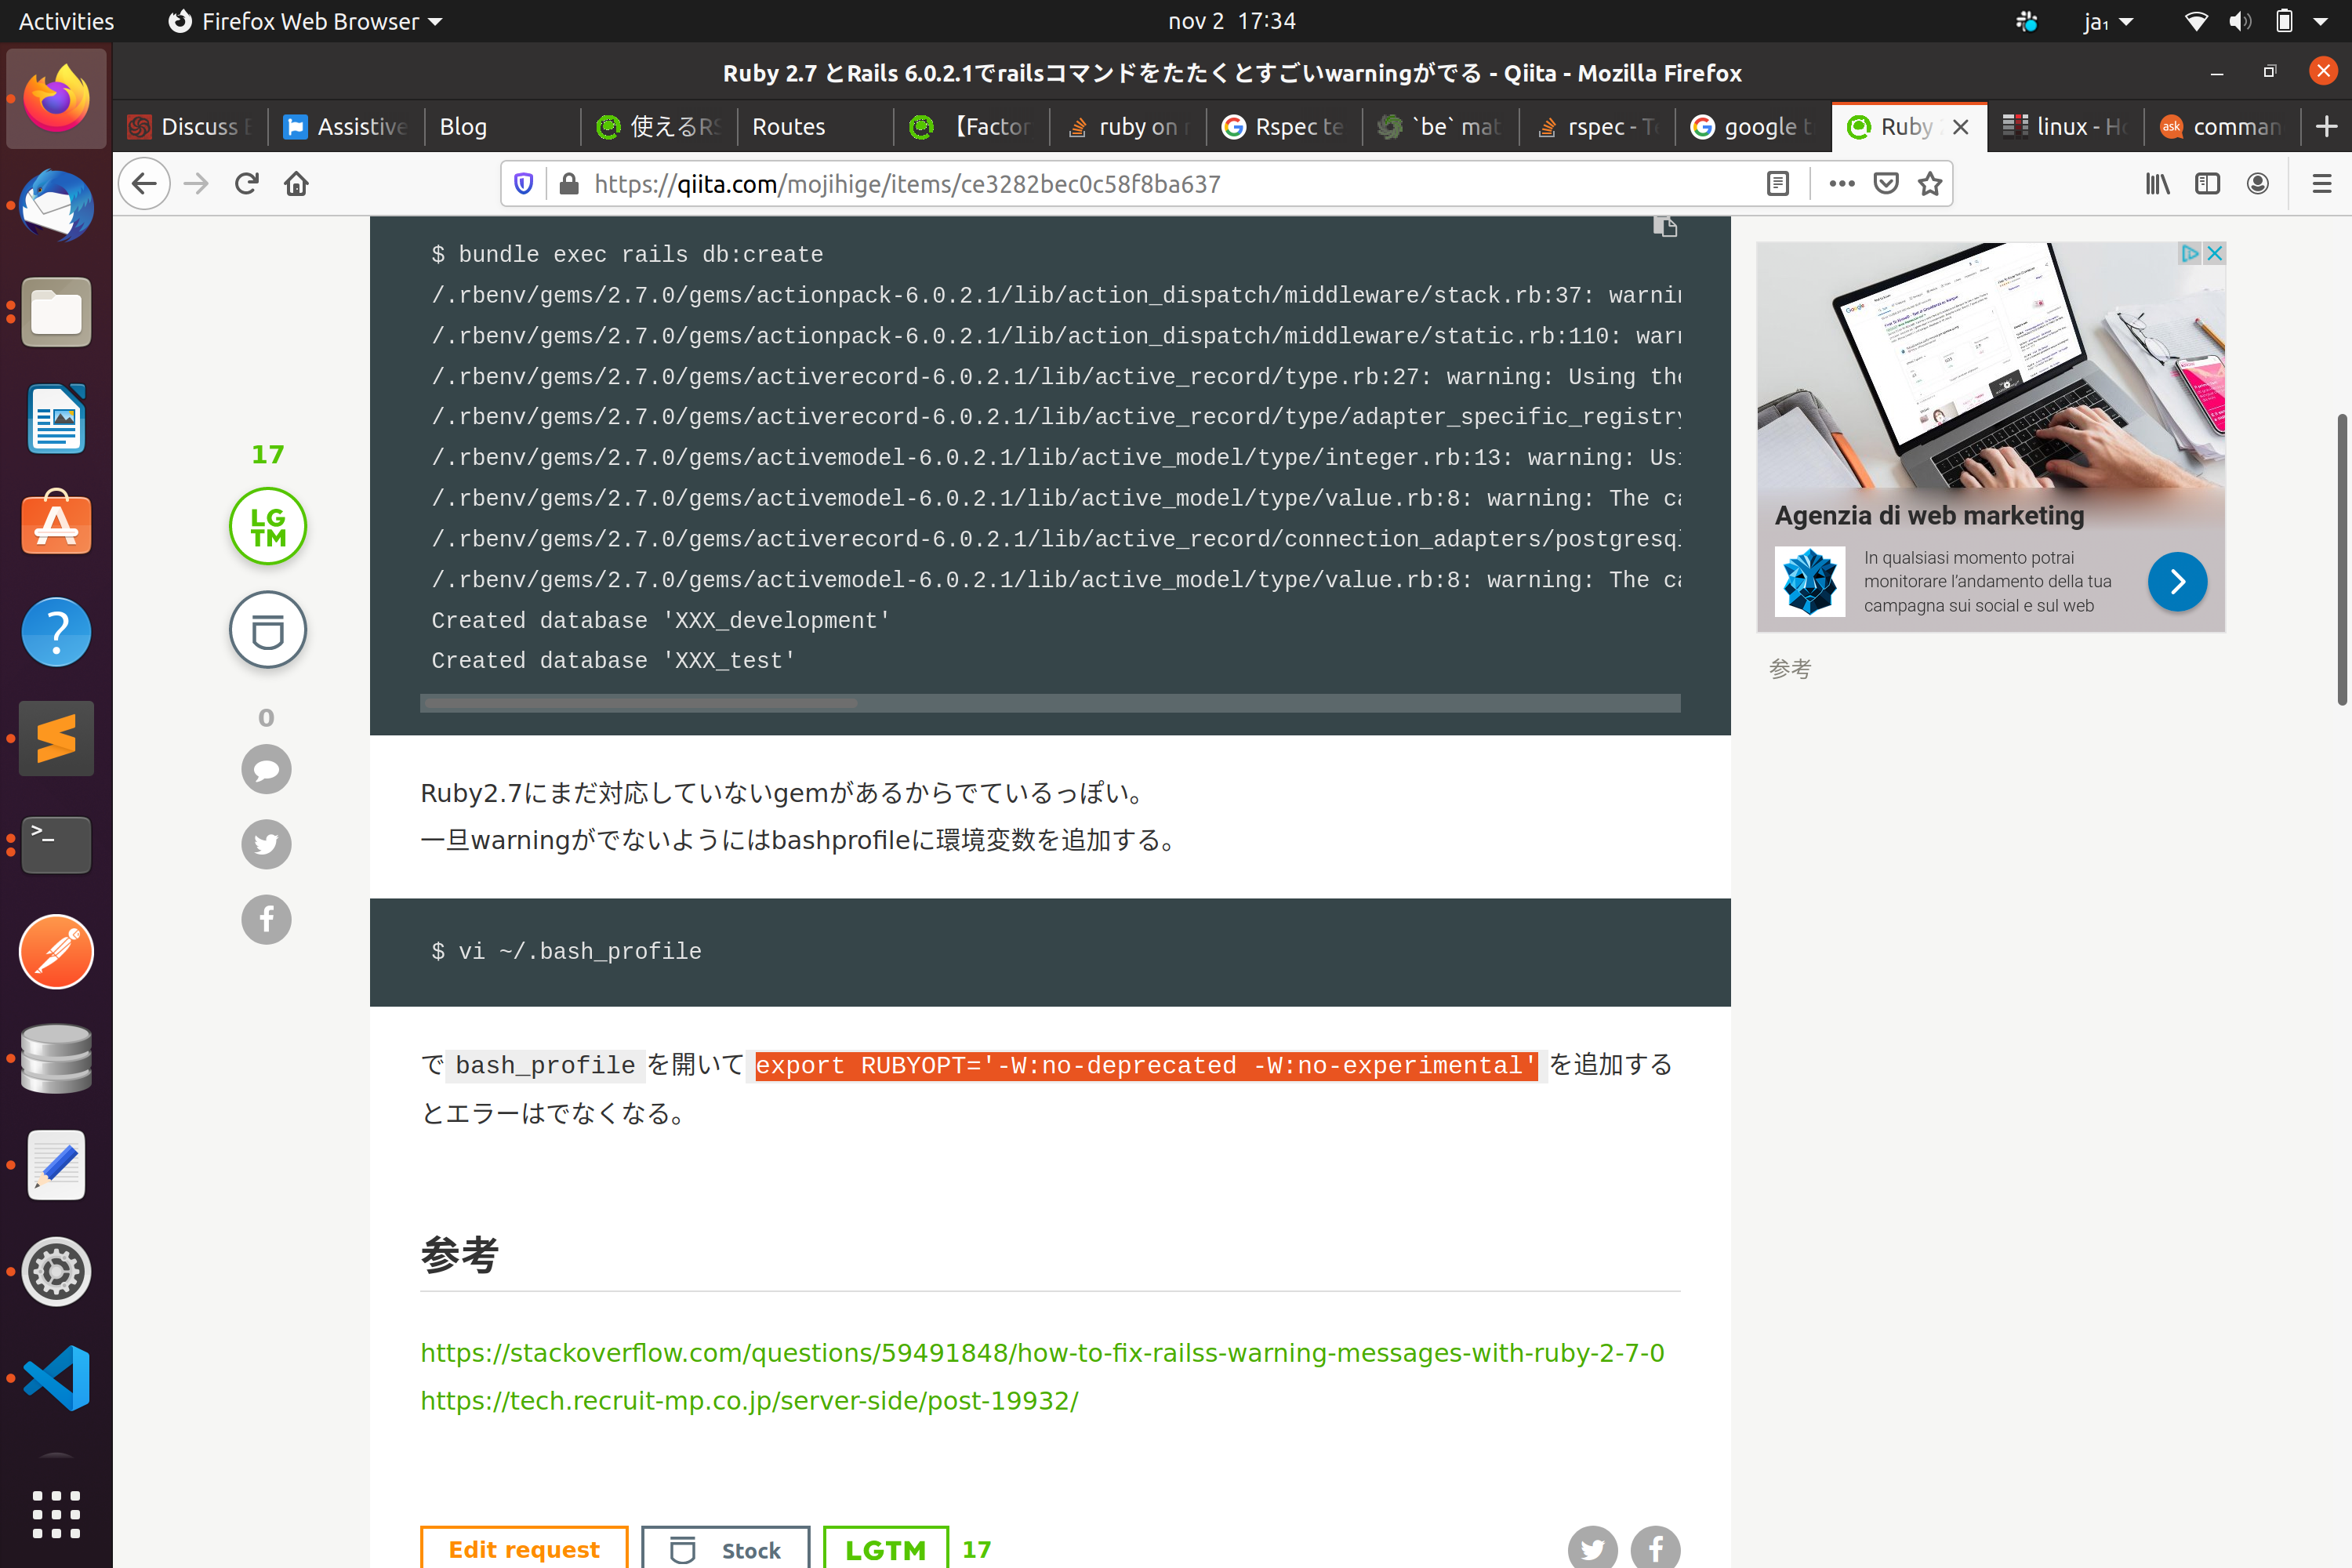 Activities
Firefox Web Browser
nov 2 17:34
ja₁
Ruby 2.7 とRails 6.0.2.1でrailsコマンドをたたくとすごいwarningがでる - Qiita - Mozilla Firefox
Discuss
Assistive
Blog
使えるRS
Routes
【Factor
ruby on
Rspec te
`be` mat
rspec - T
google t
Ruby
linux - H
comman
https://qiita.com/mojihige/items/ce3282bec0c58f8ba637
$ bundle exec rails db:create
/.rbenv/gems/2.7.0/gems/actionpack-6.0.2.1/lib/action_dispatch/middleware/stack.rb:37: warnin
/.rbenv/gems/2.7.0/gems/actionpack-6.0.2.1/lib/action_dispatch/middleware/static.rb:110: warn
/.rbenv/gems/2.7.0/gems/activerecord-6.0.2.1/lib/active_record/type.rb:27: warning: Using the
/.rbenv/gems/2.7.0/gems/activerecord-6.0.2.1/lib/active_record/type/adapter_specific_registry
/.rbenv/gems/2.7.0/gems/activemodel-6.0.2.1/lib/active_model/type/integer.rb:13: warning: Usi
/.rbenv/gems/2.7.0/gems/activemodel-6.0.2.1/lib/active_model/type/value.rb:8: warning: The ca
/.rbenv/gems/2.7.0/gems/activerecord-6.0.2.1/lib/active_record/connection_adapters/postgresql
/.rbenv/gems/2.7.0/gems/activemodel-6.0.2.1/lib/active_model/type/value.rb:8: warning: The ca
Created database 'XXX_development'
Created database 'XXX_test'
17
LG
TM
0
Ruby2.7にまだ対応していないgemがあるからでているっぽい。
一旦warningがでないようにはbashprofileに環境変数を追加する。
$ vi ~/.bash_profile
で bash_profile を開いて export RUBYOPT='-W:no-deprecated -W:no-experimental' を追加する
とエラーはでなくなる。
参考
https://stackoverflow.com/questions/59491848/how-to-fix-railss-warning-messages-with-ruby-2-7-0
https://tech.recruit-mp.co.jp/server-side/post-19932/
Edit request
Stock
LGTM
17
Agenzia di web marketing
In qualsiasi momento potrai
monitorare l'andamento della tua
campagna sui social e sul web
参考